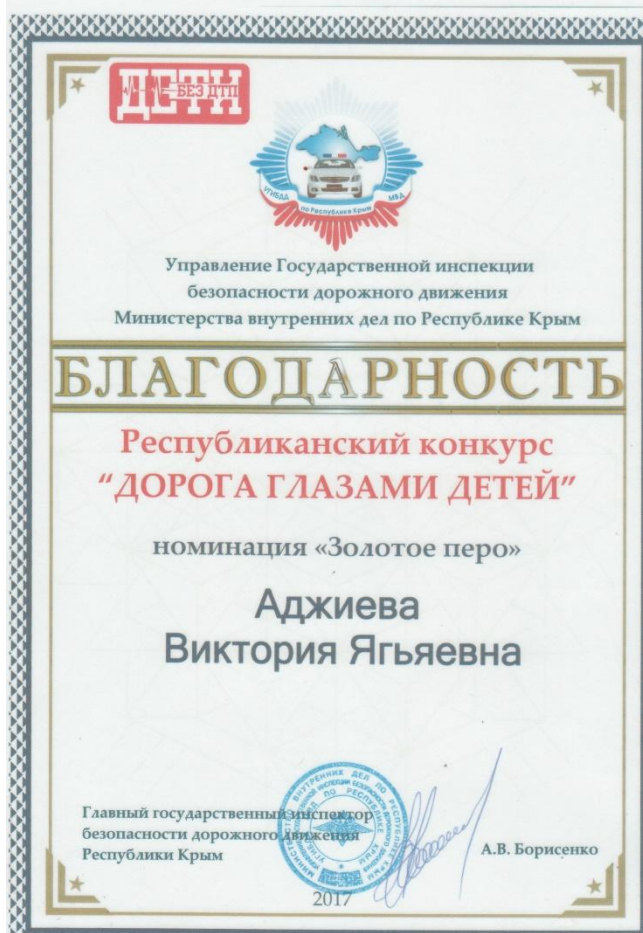 ДЕТИ
БЕЗ ДТП
УГИБДД
МВД
по Республике Крым
Управление Государственной инспекции
безопасности дорожного движения
Министерства внутренних дел по Республике Крым
БЛАГОДАРНОСТЬ
Республиканский конкурс
“ДОРОГА ГЛАЗАМИ ДЕТЕЙ”
номинация «Золотое перо»
Аджиева
Виктория Ягьяевна
Главный государственный инспектор
безопасности дорожного движения
Республики Крым
А.В. Борисенко
2017